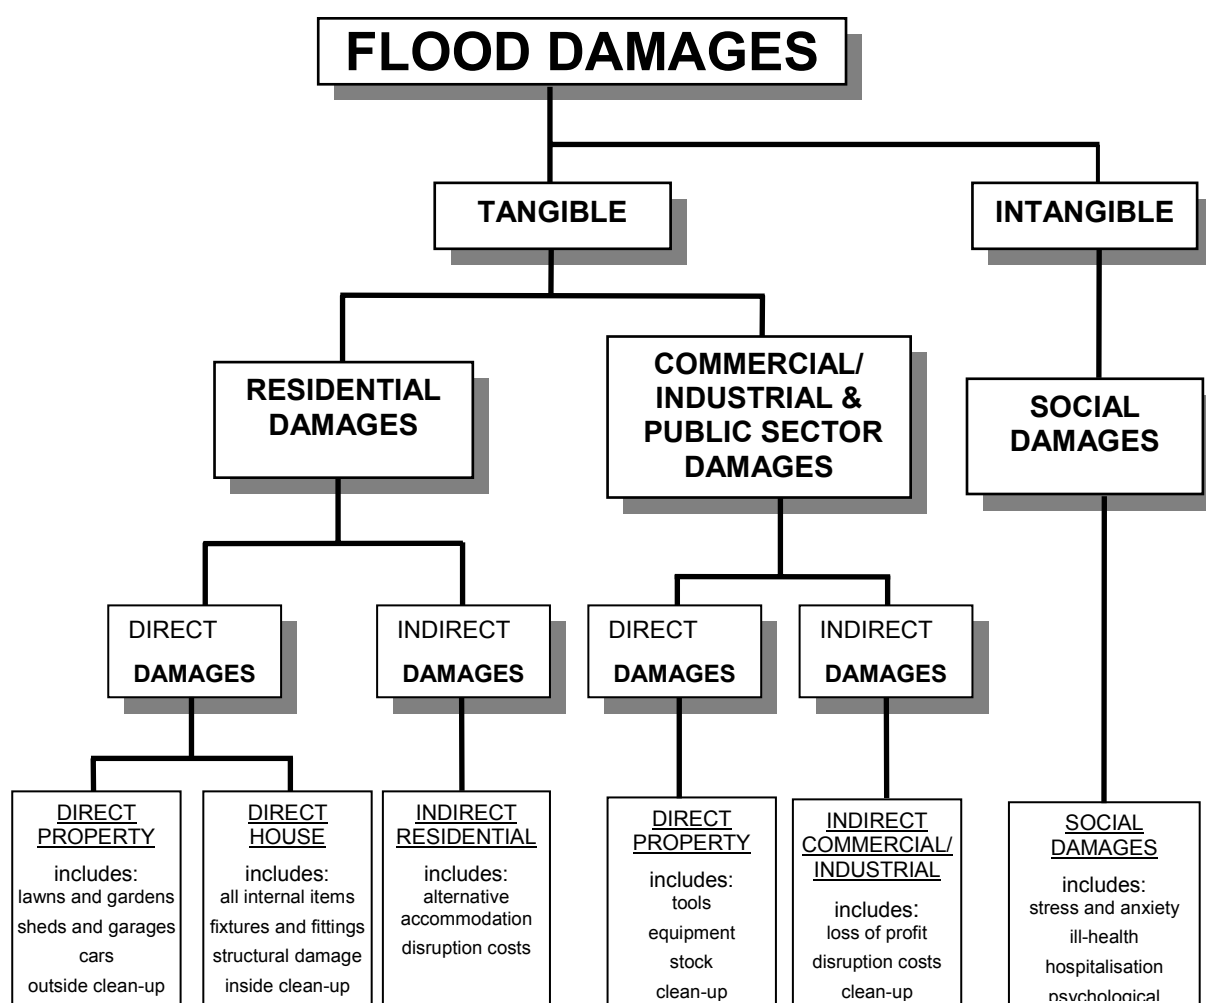 FLOOD DAMAGES
TANGIBLE
INTANGIBLE
RESIDENTIAL
DAMAGES
COMMERCIAL/
INDUSTRIAL &
PUBLIC SECTOR
DAMAGES
SOCIAL
DAMAGES
DIRECT
DAMAGES
INDIRECT
DAMAGES
DIRECT
DAMAGES
INDIRECT
DAMAGES
DIRECT
PROPERTY
includes:
lawns and gardens
sheds and garages
cars
outside clean-up
DIRECT
HOUSE
includes:
all internal items
fixtures and fittings
structural damage
inside clean-up
INDIRECT
RESIDENTIAL
includes:
alternative
accommodation
disruption costs
DIRECT
PROPERTY
includes:
tools
equipment
stock
clean-up
INDIRECT
COMMERCIAL/
INDUSTRIAL
includes:
loss of profit
disruption costs
clean-up
SOCIAL
DAMAGES
includes:
stress and anxiety
ill-health
hospitalisation
psychological